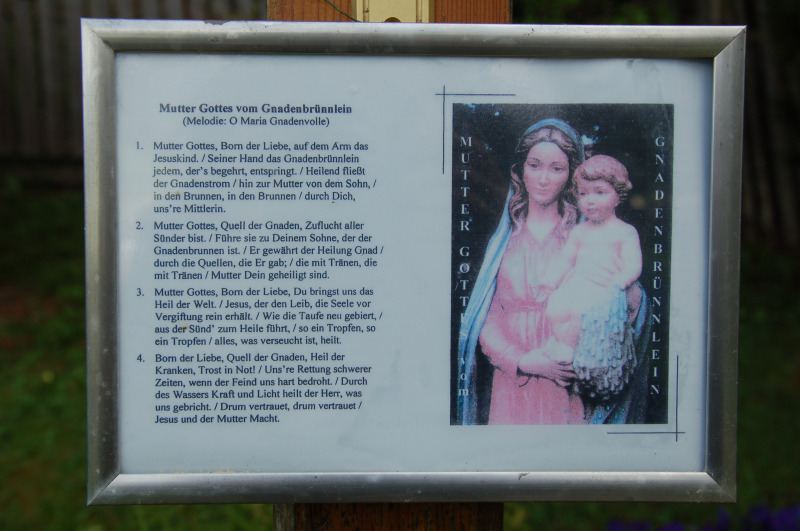 Mutter Gottes vom Gnadenbrünnlein
(Melodie: O Maria Gnadenvolle)
1. Mutter Gottes, Born der Liebe, auf dem Arm das
Jesuskind. / Seiner Hand das Gnadenbrünnlein
jedem, der's begehrt, entspringt. / Heilend fließt
der Gnadenstrom / hin zur Mutter von dem Sohn, /
in den Brunnen, in den Brunnen / durch Dich,
uns're Mittlerin.
2. Mutter Gottes, Quell der Gnaden, Zuflucht aller
Sünder bist. / Führe sie zu Deinem Sohne, der der
Gnadenbrunnen ist. / Er gewährt der Heilung Gnad /
durch die Quellen, die Er gab; / die mit Tränen, die
mit Tränen / Mutter Dein geheiligt sind.
3. Mutter Gottes, Born der Liebe, Du bringst uns das
Heil der Welt. / Jesus, der den Leib, die Seele vor
Vergiftung rein erhält. / Wie die Taufe neu gebiert, /
aus der Sünd' zum Heile führt, / so ein Tropfen, so
ein Tropfen / alles, was verseucht ist, heilt.
4. Born der Liebe, Quell der Gnaden, Heil der
Kranken, Trost in Not! / Uns're Rettung schwerer
Zeiten, wenn der Feind uns hart bedroht. / Durch
des Wassers Kraft und Licht heilt der Herr, was
uns gebricht. / Drum vertrauet, drum vertrauet /
Jesus und der Mutter Macht.
MUTTER GOTTES vom
GNADENBRÜNNLEIN